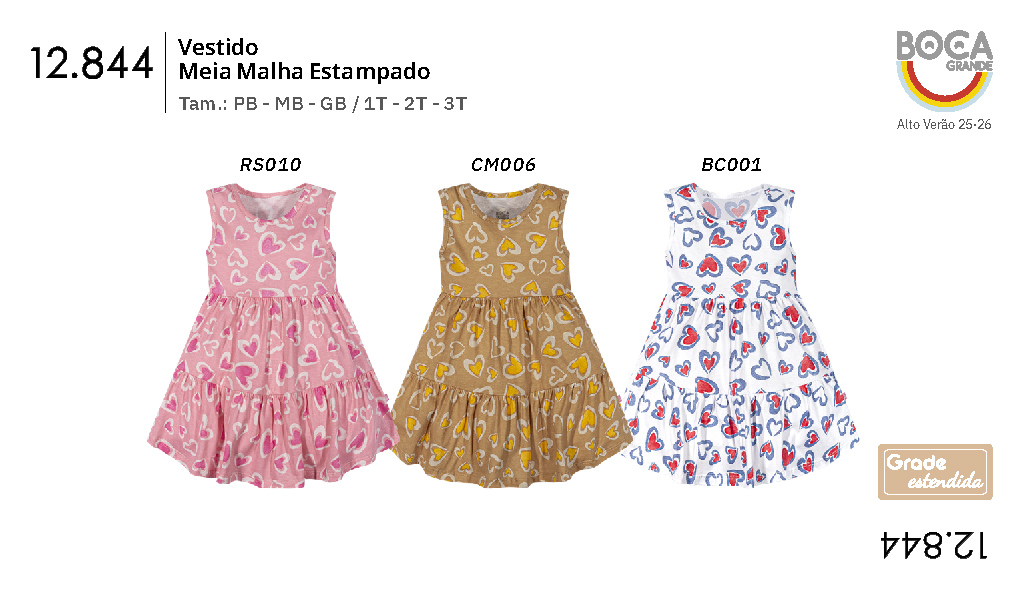 12.844
Vestido
Meia Malha Estampado
Tam.: PB - MB - GB / 1T - 2T - 3T
BOCA
GRANDE
Alto Verão 25-26
RS010
CM006
BC001
Grade
estendida
12.844